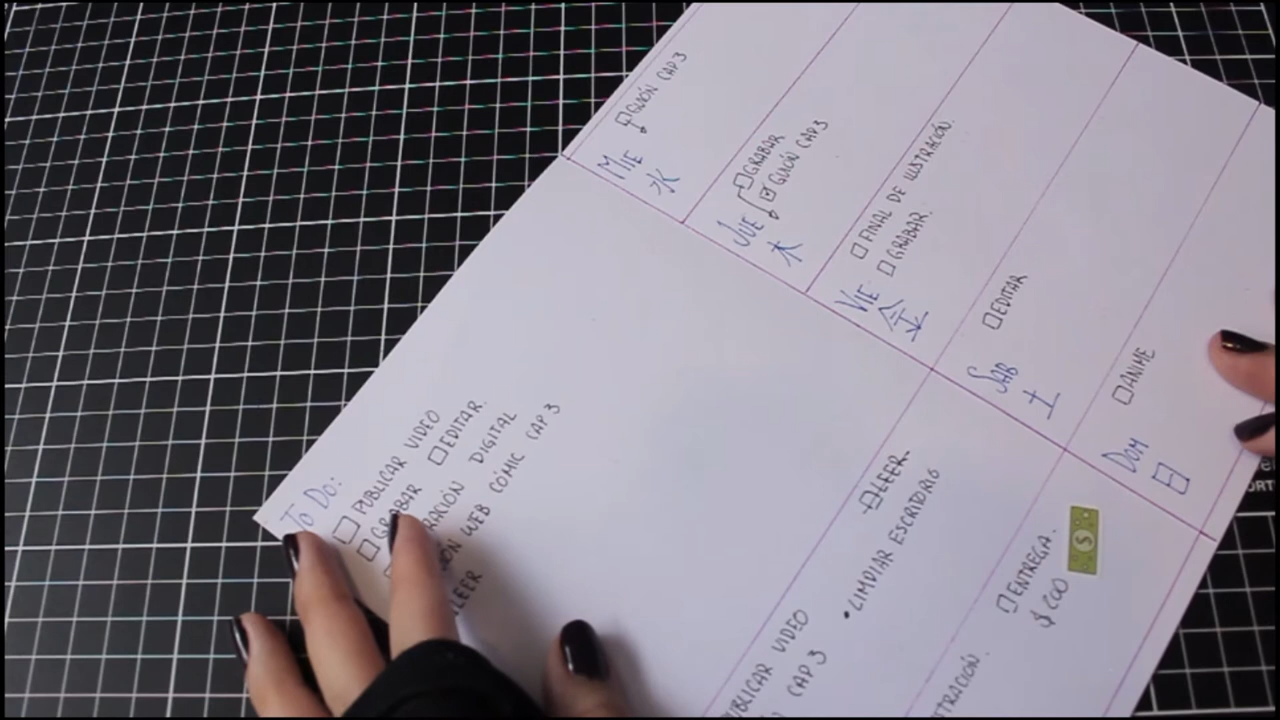 To Do:
□ PUBLICAR VIDEO
□ GRABAR □ EDITAR.
DIGITAL
WEB CÓMIC CAP. 3
LEER
MIE □ GUIÓN CAP 3
水
JUE □ GRABAR
☑ GUIÓN CAP.3
木
VIE □ FINAL DE ILUSTRACIÓN.
□ GRABAR.
金
SAB □ EDITAR
土
DOM □ ANIME
日
VIDEO
CAP 3
□ LEER
• LIMPIAR ESCRITORIO
□ ENTREGA.
$ 200
$